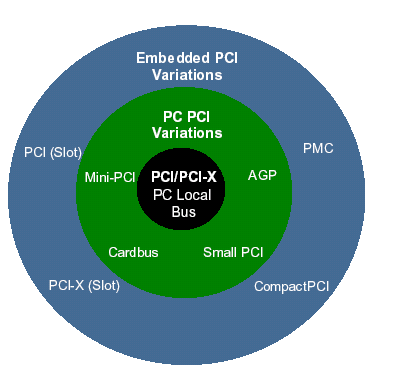 Embedded PCI
Variations
PC PCI
Variations
PCI (Slot)
PMC
Mini-PCI
PCI/PCI-X
PC Local
Bus
AGP
Cardbus
Small PCI
PCI-X (Slot)
CompactPCI